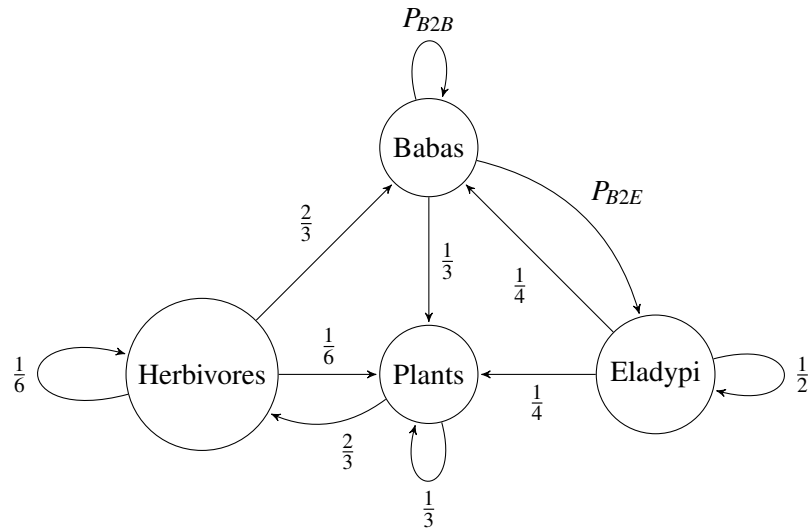 P_{B2B}
Babas
P_{B2E}
2/3
1/3
1/4
1/6
Herbivores
1/6
Plants
1/4
Eladypi
1/2
2/3
1/3